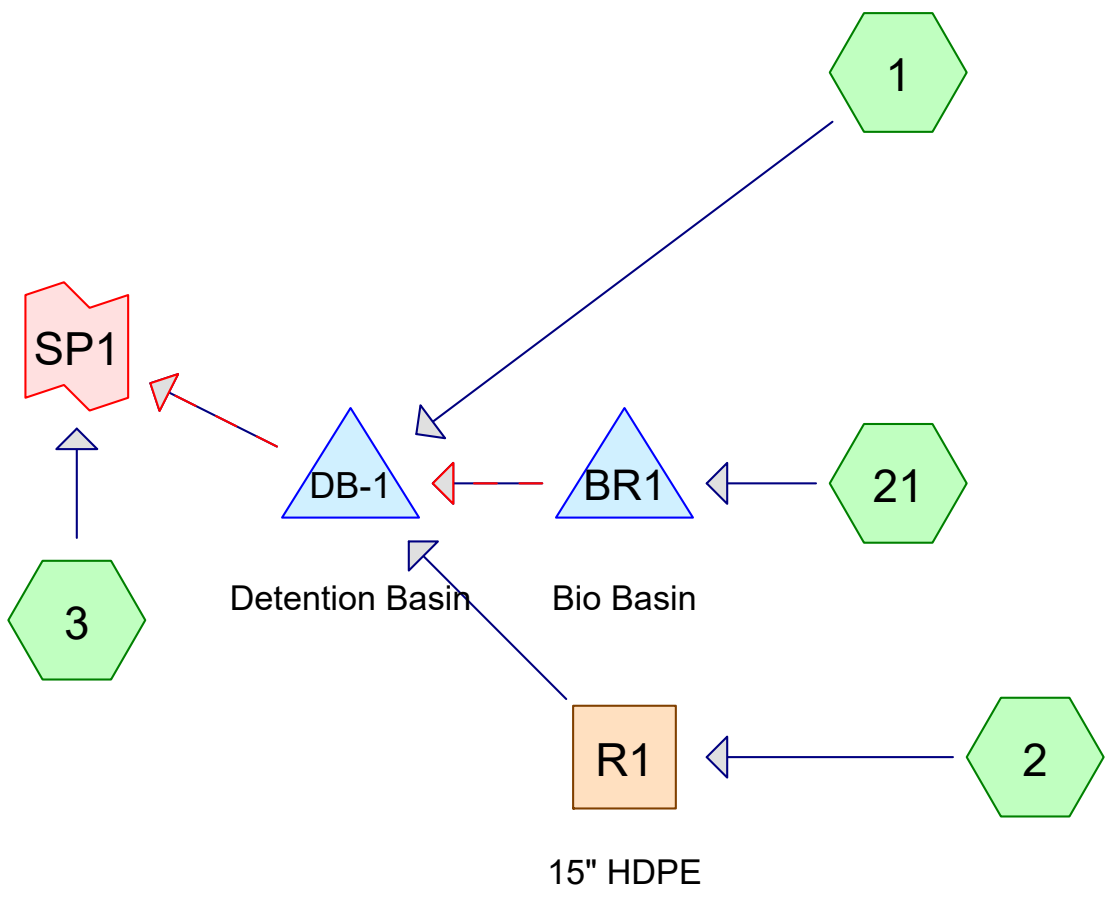 1
SP1
DB-1
BR1
21
Detention Basin
Bio Basin
3
R1
2
15" HDPE